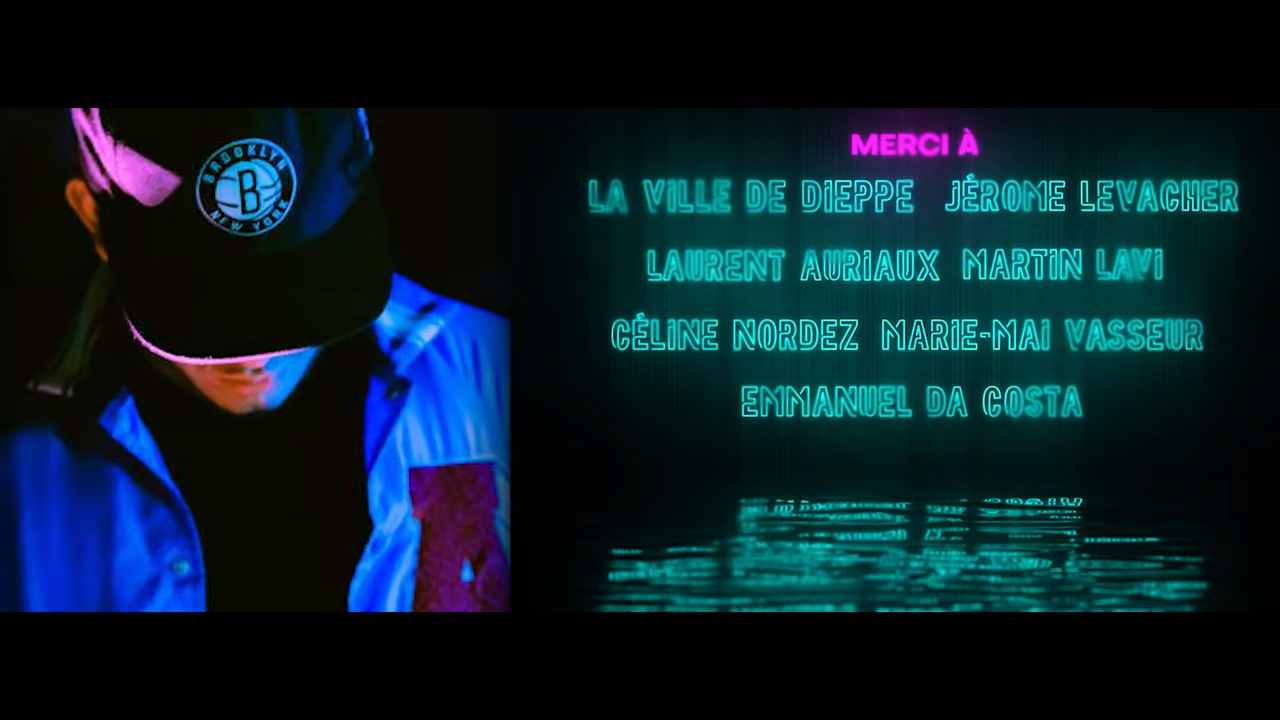 BROOKLYN
B
NEW YORK
MERCI À
LA VILLE DE DIEPPE JÉROME LEVACHER
LAURENT AURIAUX MARTIN LAVI
CÉLINE NORDEZ MARIE-MAI VASSEUR
EMMANUEL DA COSTA